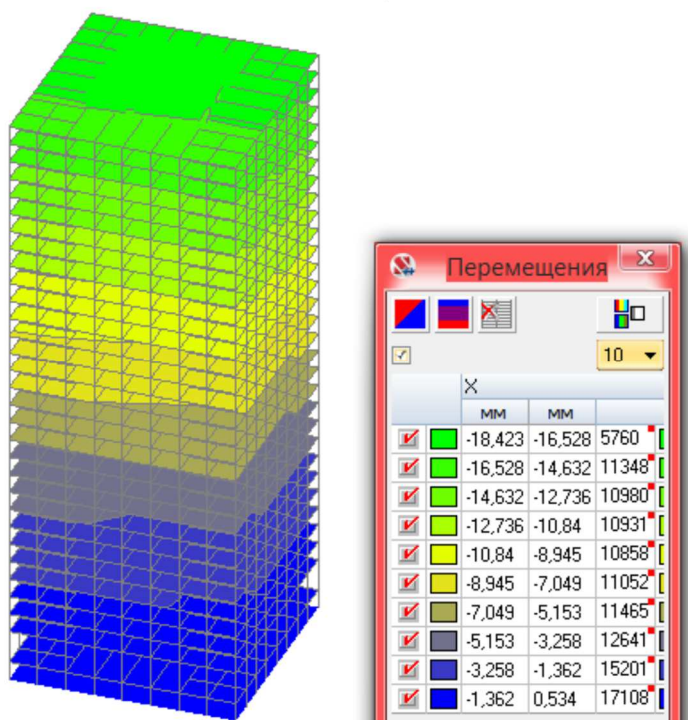 Перемещения
10
X
мм мм
-18,423 -16,528 5760
-16,528 -14,632 11348
-14,632 -12,736 10980
-12,736 -10,84 10931
-10,84 -8,945 10858
-8,945 -7,049 11052
-7,049 -5,153 11465
-5,153 -3,258 12641
-3,258 -1,362 15201
-1,362 0,534 17108